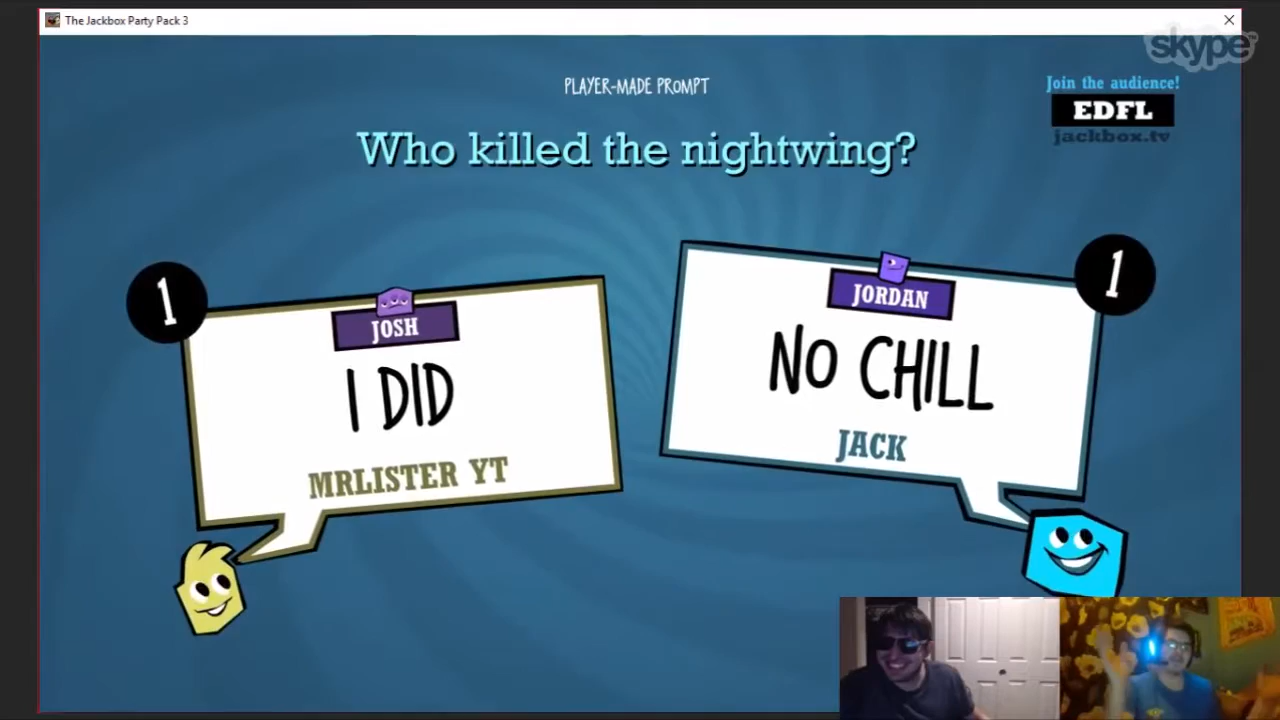 The Jackbox Party Pack 3
skype™
PLAYER-MADE PROMPT
Join the audience!
EDFL
jackbox.tv
Who killed the nightwing?
1
JOSH
I DID
MRLISTER YT
1
JORDAN
NO CHILL
JACK